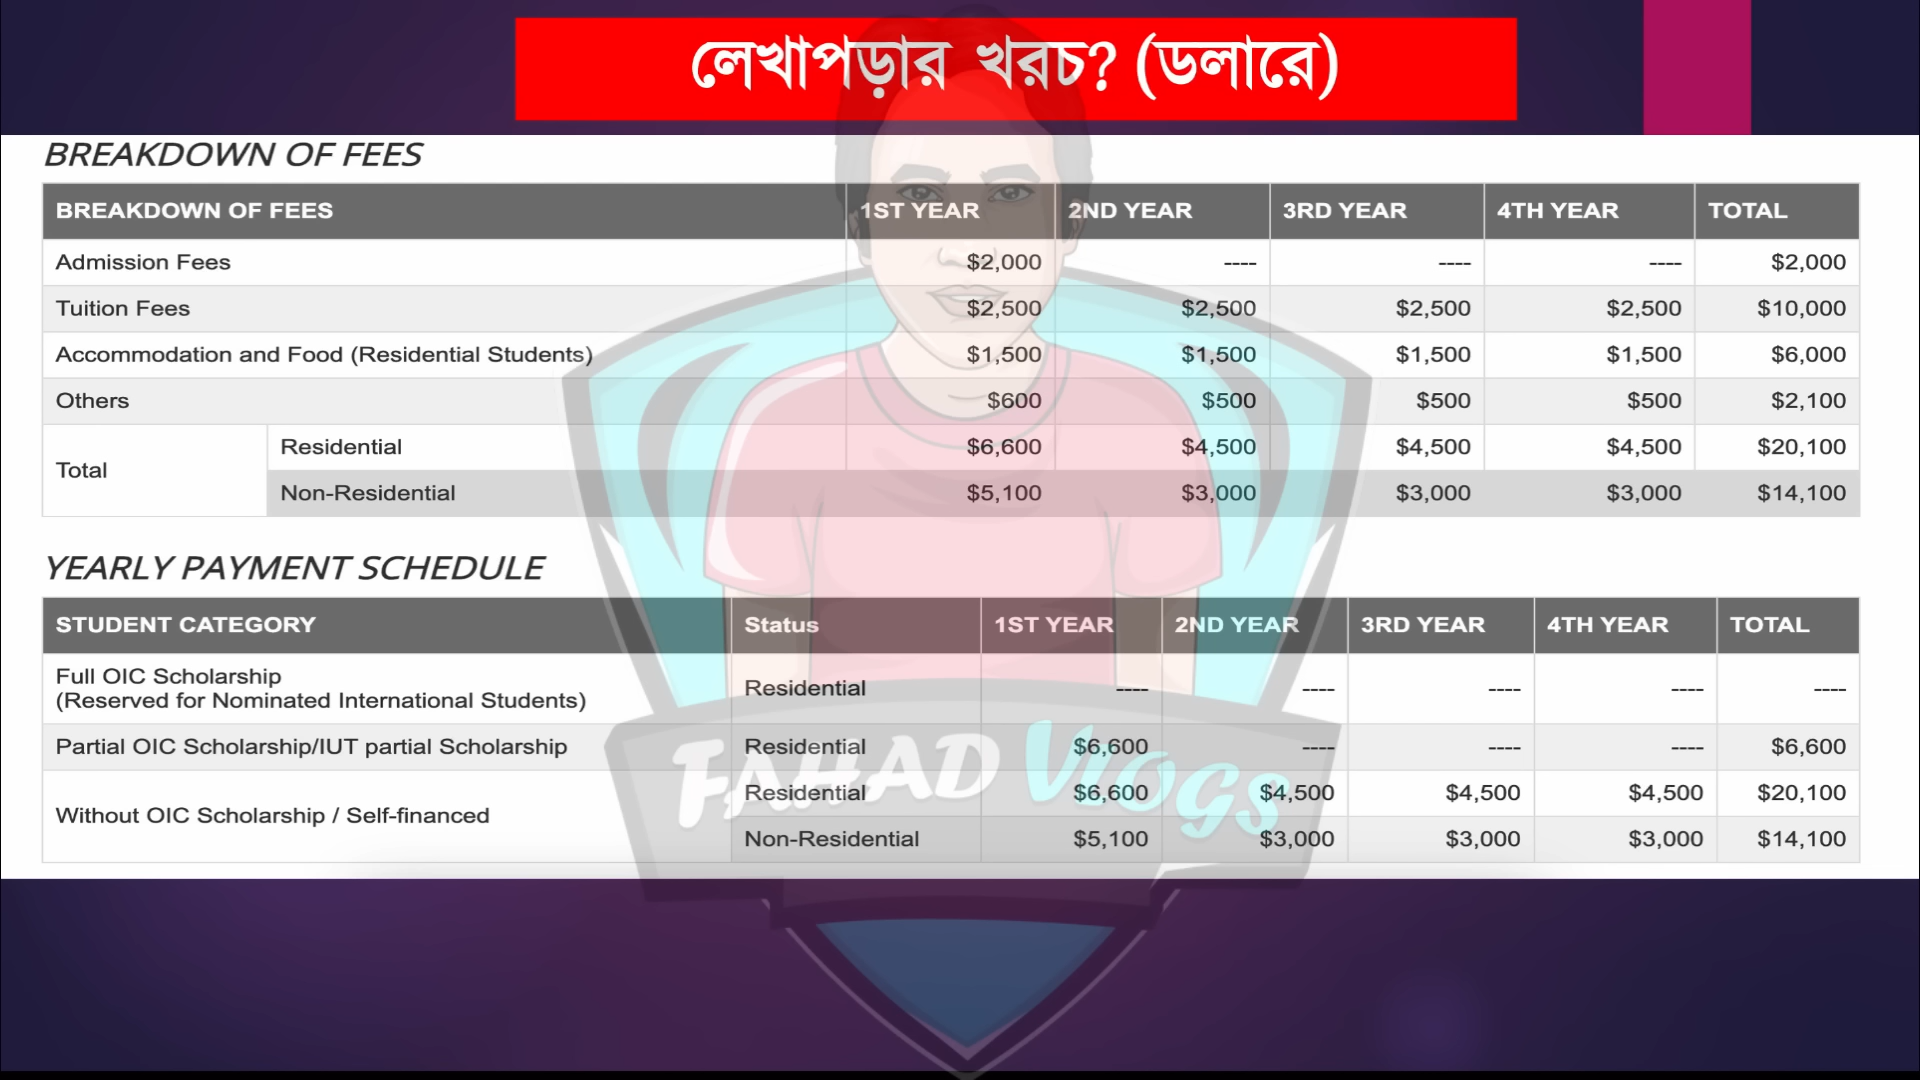 লেখাপড়ার খরচ? (ডলারে)
BREAKDOWN OF FEES
BREAKDOWN OF FEES 1ST YEAR 2ND YEAR 3RD YEAR 4TH YEAR TOTAL
Admission Fees $2,000 ---- ---- ---- $2,000
Tuition Fees $2,500 $2,500 $2,500 $2,500 $10,000
Accommodation and Food (Residential Students) $1,500 $1,500 $1,500 $1,500 $6,000
Others $600 $500 $500 $500 $2,100
Total
Residential $6,600 $4,500 $4,500 $4,500 $20,100
Non-Residential $5,100 $3,000 $3,000 $3,000 $14,100
YEARLY PAYMENT SCHEDULE
STUDENT CATEGORY Status 1ST YEAR 2ND YEAR 3RD YEAR 4TH YEAR TOTAL
Full OIC Scholarship
(Reserved for Nominated International Students) Residential ---- ---- ---- ---- ----
Partial OIC Scholarship/IUT partial Scholarship Residential $6,600 ---- ---- ---- $6,600
Without OIC Scholarship / Self-financed
Residential $6,600 $4,500 $4,500 $4,500 $20,100
Non-Residential $5,100 $3,000 $3,000 $3,000 $14,100
FAHAD VLOGS